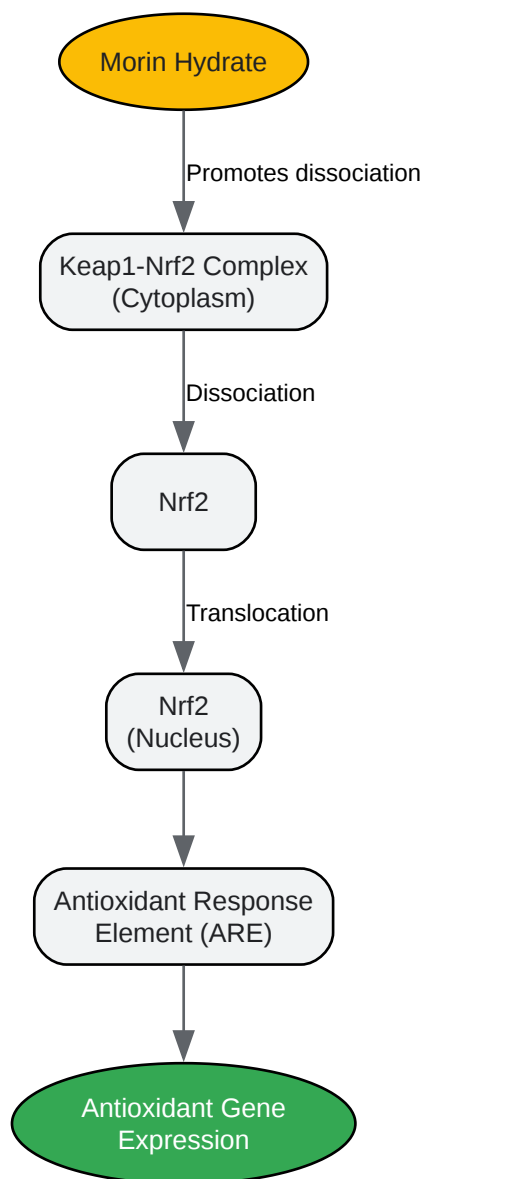 Morin Hydrate
Promotes dissociation
Keap1-Nrf2 Complex
(Cytoplasm)
Dissociation
Nrf2
Translocation
Nrf2
(Nucleus)
Antioxidant Response
Element (ARE)
Antioxidant Gene
Expression